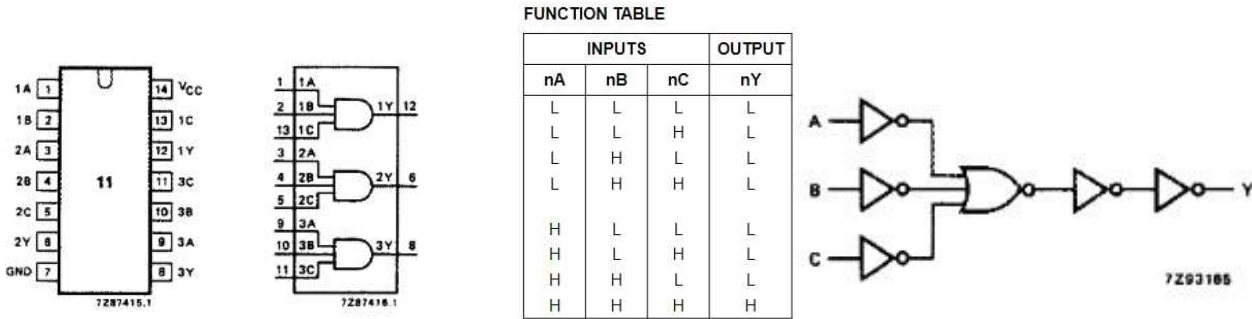 1A 1
1B 2
2A 3
2B 4
2C 5
2Y 6
GND 7
14 VCC
13 1C
12 1Y
11 3C
10 3B
9 3A
8 3Y
11
7Z87415.1
1 1A
2 1B
13 1C
1Y 12
3 2A
4 2B
5 2C
2Y 6
9 3A
10 3B
11 3C
3Y 8
7Z87416.1
FUNCTION TABLE
INPUTS OUTPUT
nA nB nC nY
L L L L
L L H L
L H L L
L H H L
H L L L
H L H L
H H L L
H H H H
A
B
C
Y
7Z93165